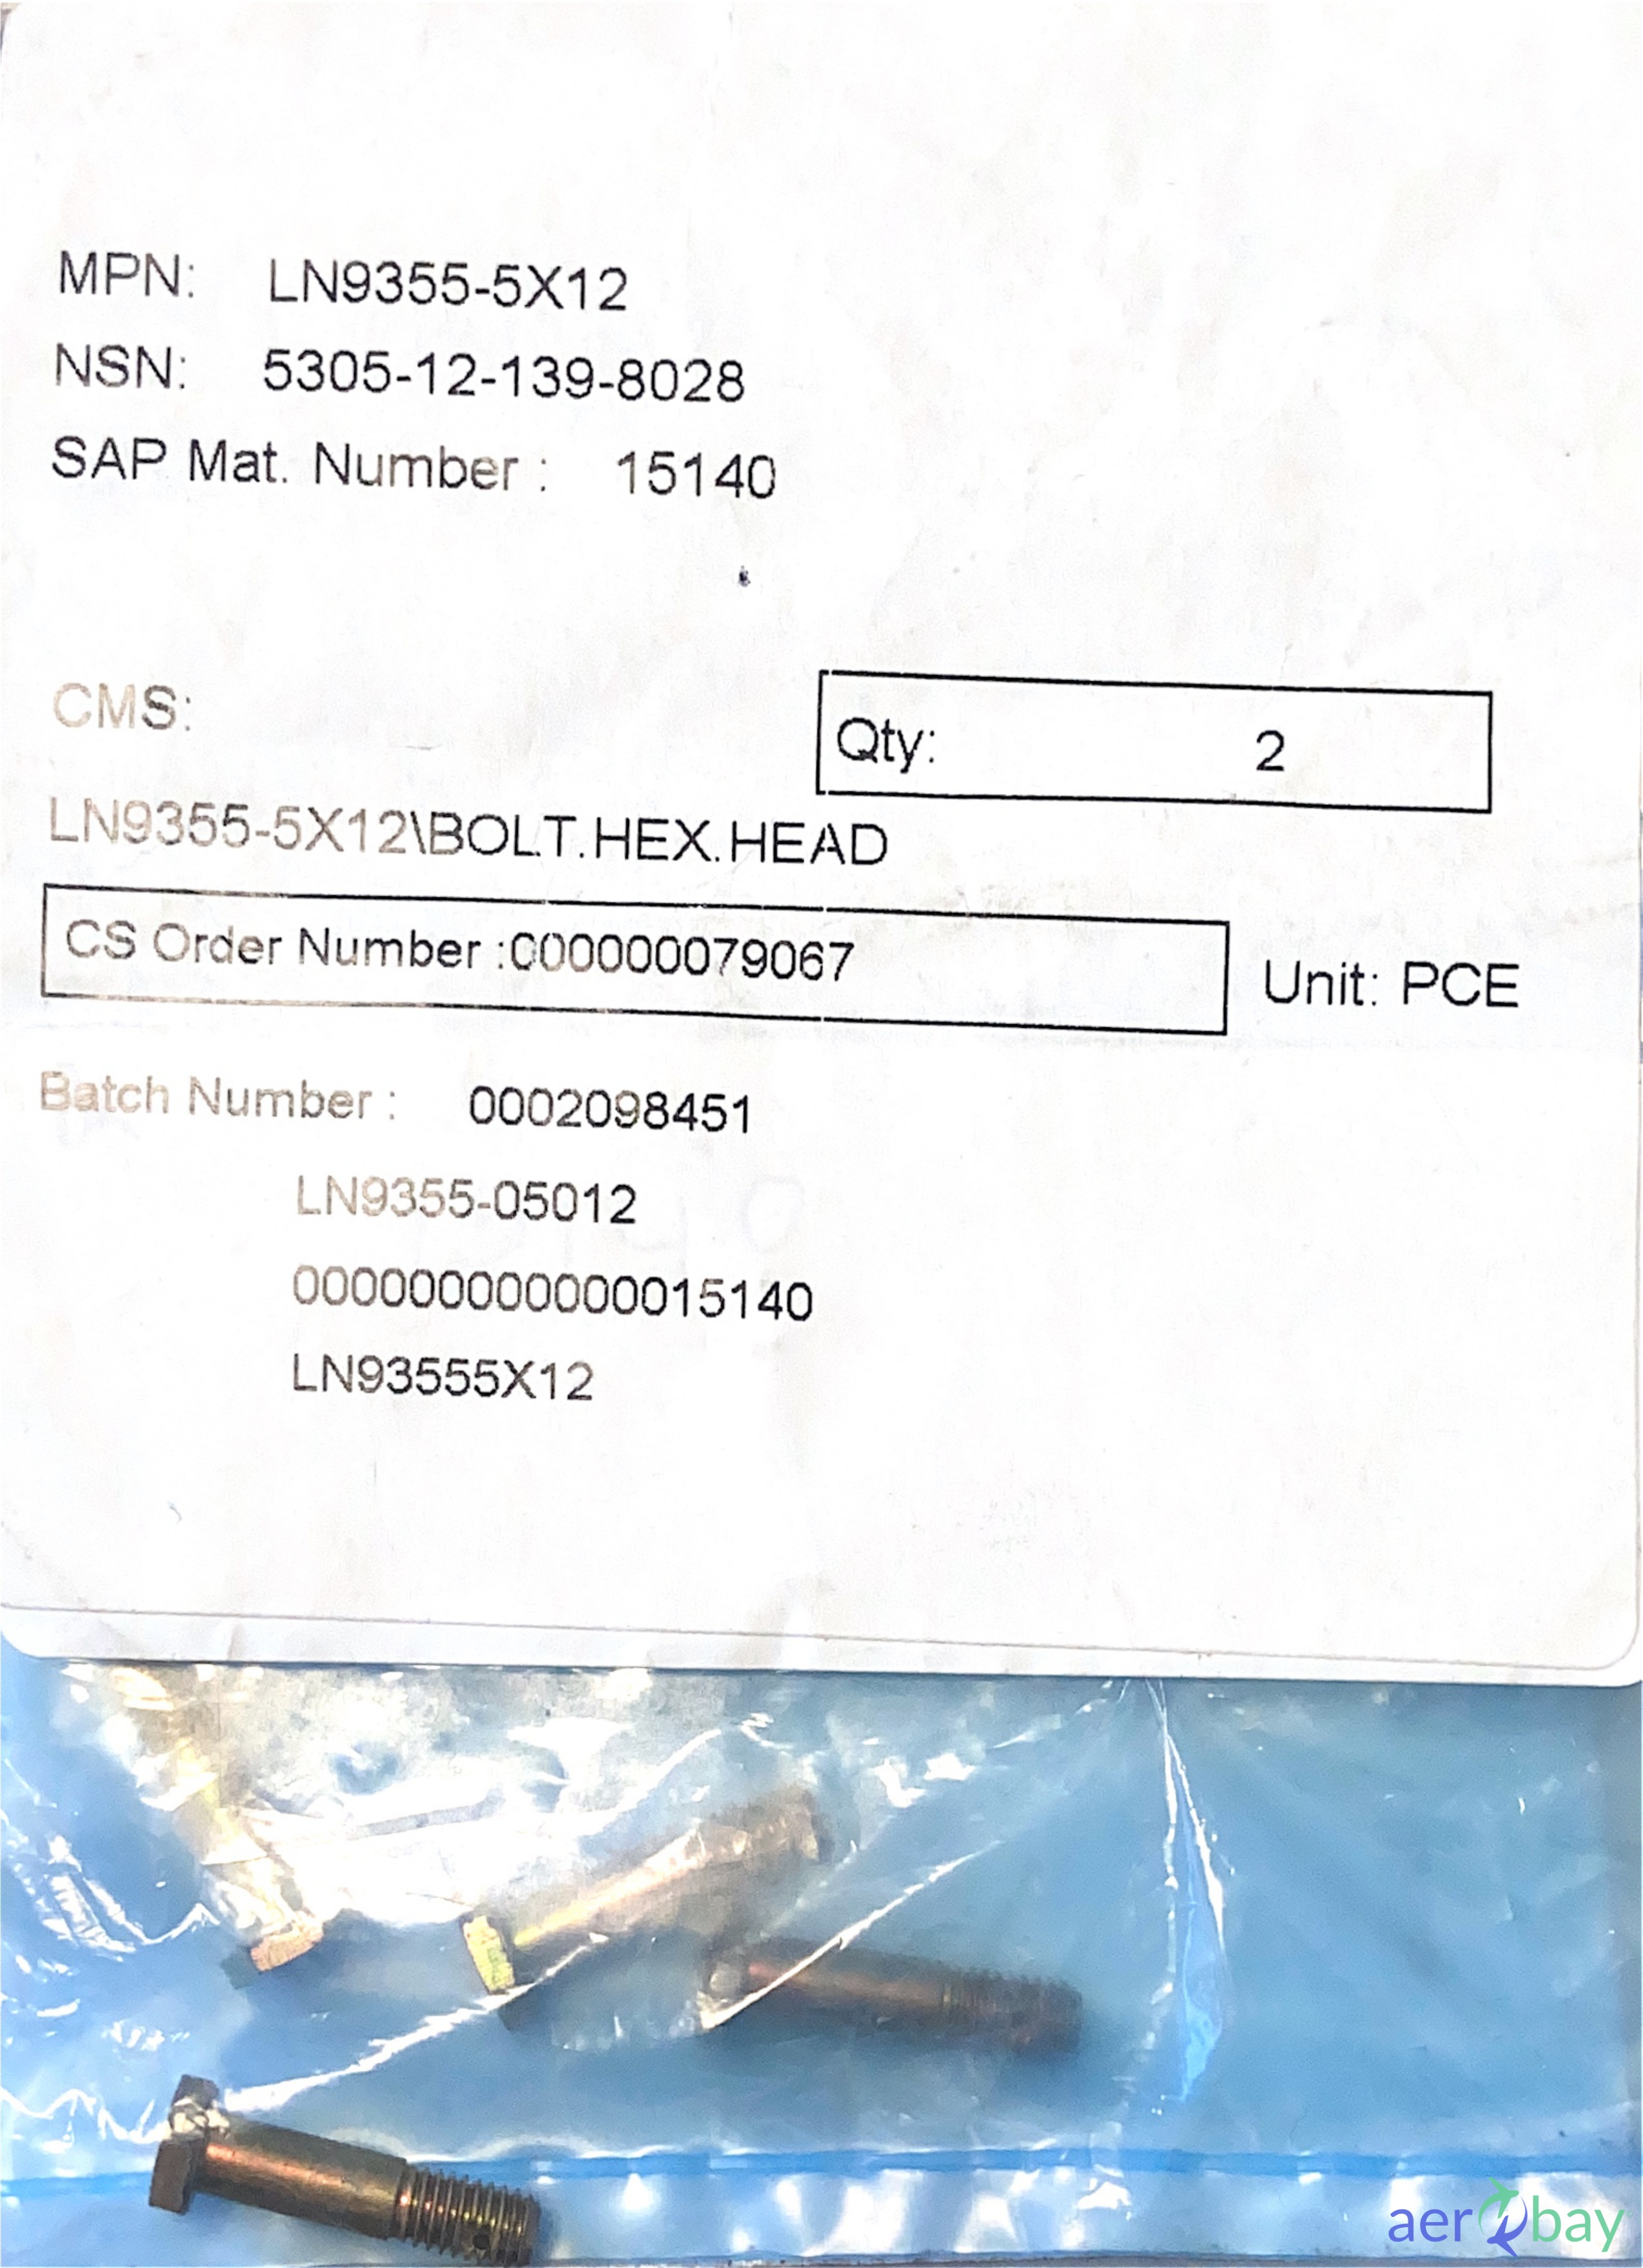 MPN: LN9355-5X12
NSN: 5305-12-139-8028
SAP Mat. Number : 15140
CMS:
Qty: 2
LN9355-5X12\BOLT.HEX.HEAD
CS Order Number :000000079067
Unit: PCE
Batch Number : 0002098451
LN9355-05012
000000000000015140
LN93555X12
aerobay